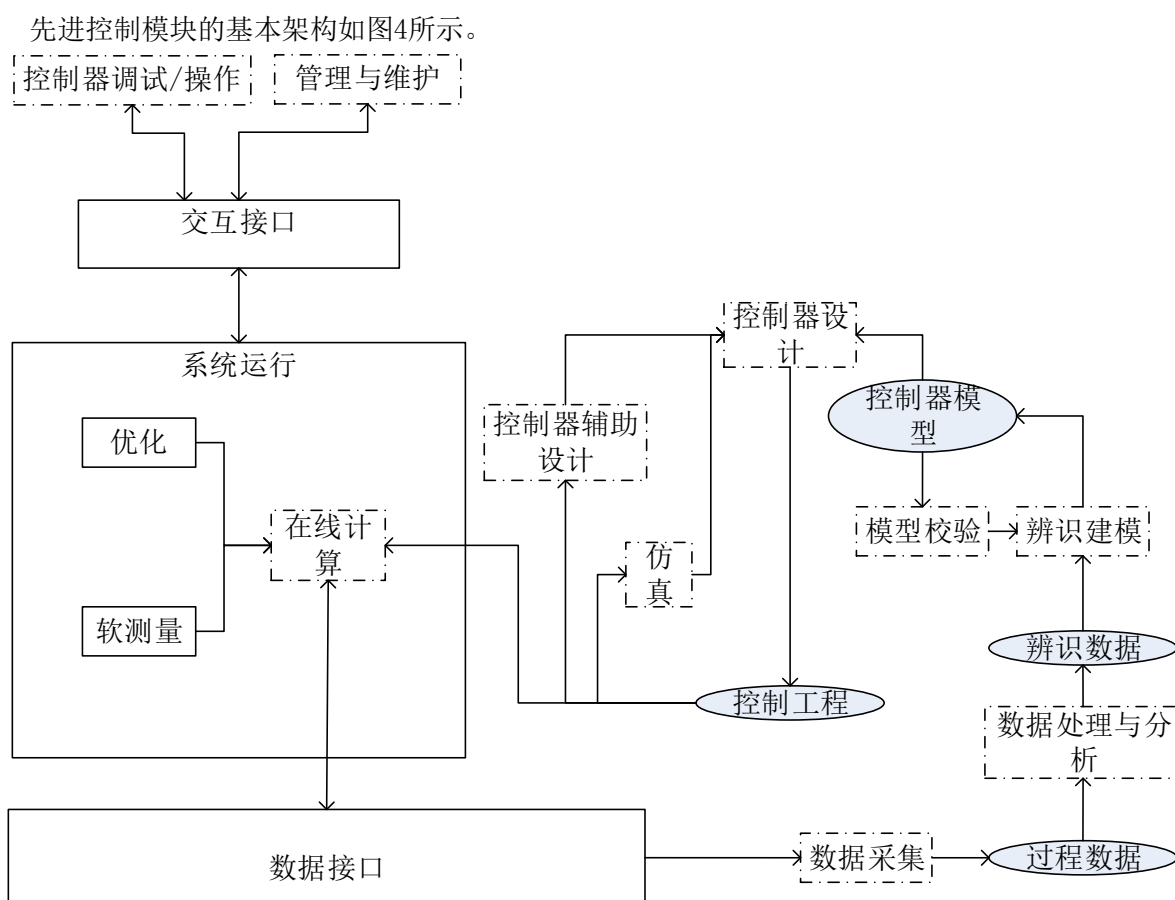 先进控制模块的基本架构如图4所示。
控制器调试/操作
管理与维护
交互接口
系统运行
优化
在线计
算
软测量
控制器设
计
控制器辅助
设计
仿
真
控制工程
控制器模
型
模型校验
辨识建模
辨识数据
数据处理与分
析
数据接口
数据采集
过程数据